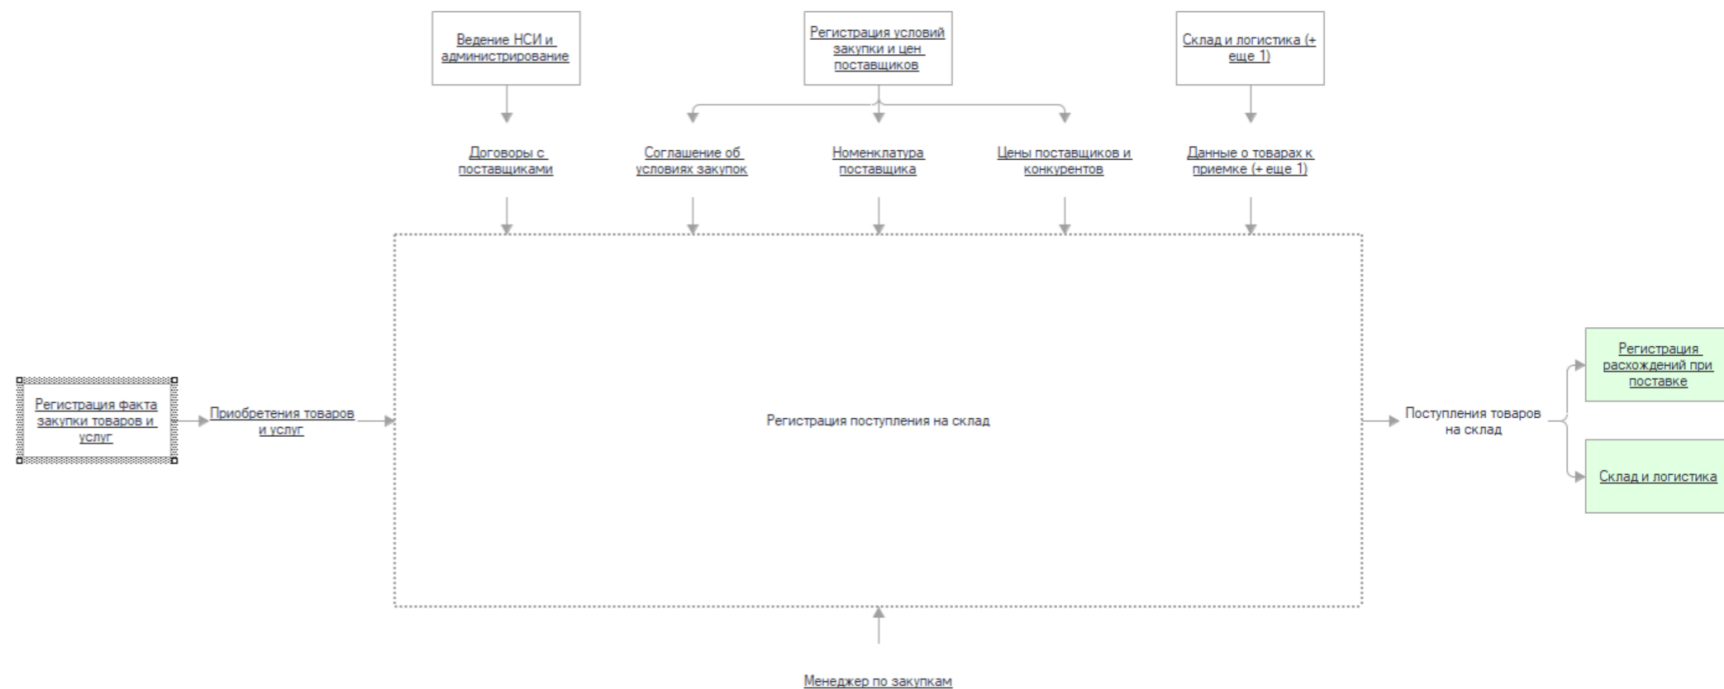 Ведение НСИ и
администрирование
Регистрация условий
закупки и цен
поставщиков
Склад и логистика (+
еще 1)
Договоры с
поставщиками
Соглашение об
условиях закупок
Номенклатура
поставщика
Цены поставщиков и
конкурентов
Данные о товарах к
приемке (+ еще 1)
Регистрация факта
закупки товаров и
услуг
Приобретения товаров
и услуг
Регистрация поступления на склад
Поступления товаров
на склад
Регистрация
расхождений при
поставке
Склад и логистика
Менеджер по закупкам